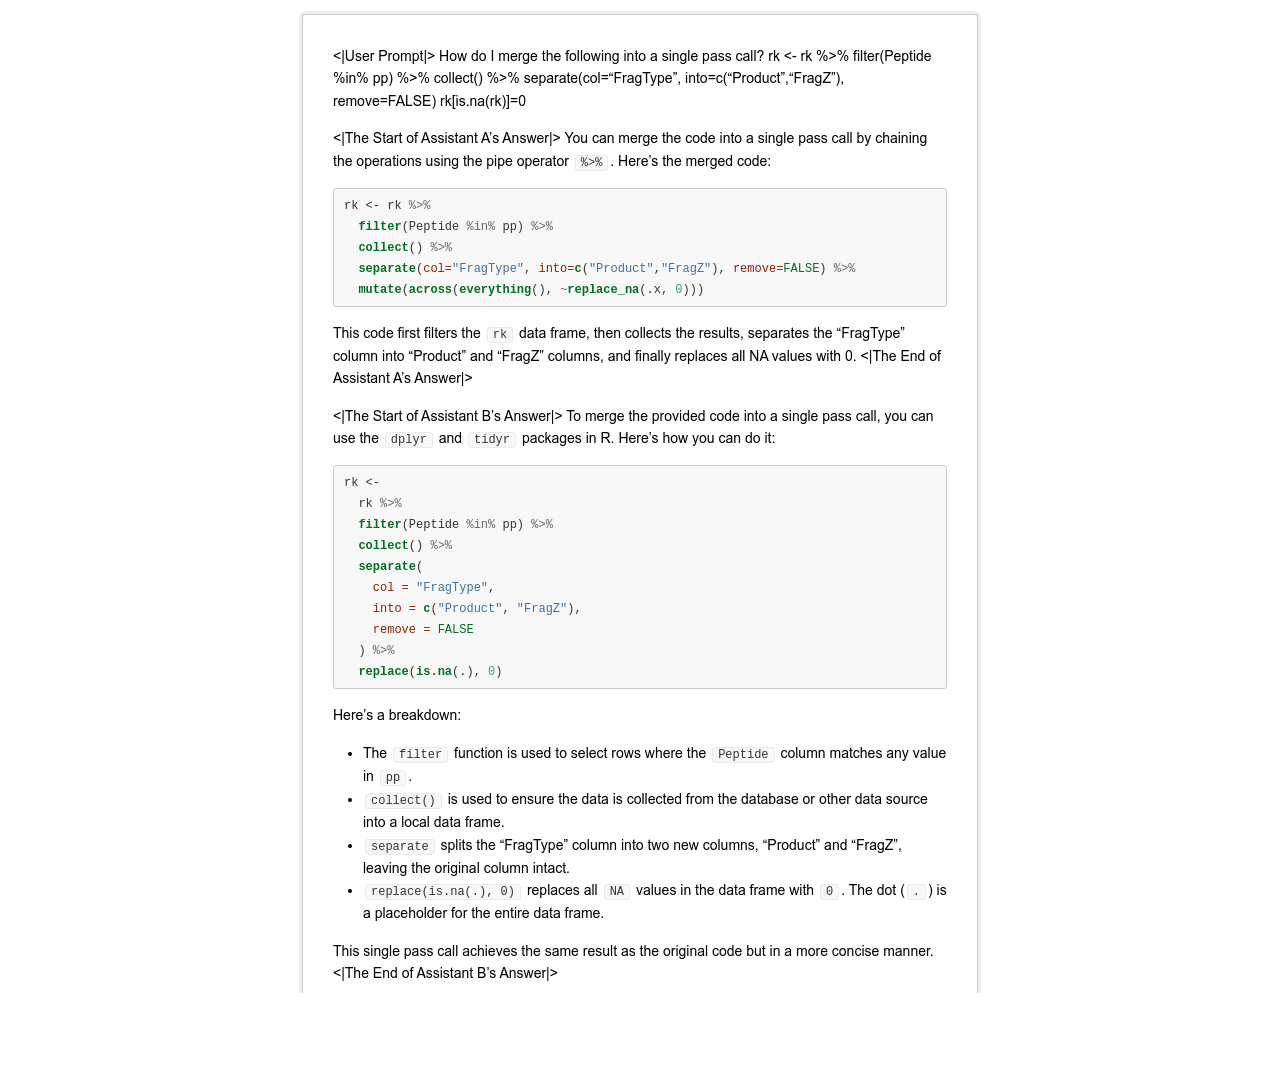 <|User Prompt|> How do I merge the following into a single pass call? rk <- rk %>% filter(Peptide
%in% pp) %>% collect() %>% separate(col=“FragType”, into=c(“Product”,“FragZ”),
remove=FALSE) rk[is.na(rk)]=0
<|The Start of Assistant A’s Answer|> You can merge the code into a single pass call by chaining
the operations using the pipe operator %>% . Here’s the merged code:
rk <- rk %>%
  filter(Peptide %in% pp) %>%
  collect() %>%
  separate(col="FragType", into=c("Product","FragZ"), remove=FALSE) %>%
  mutate(across(everything(), ~replace_na(.x, 0)))
This code first filters the rk data frame, then collects the results, separates the “FragType”
column into “Product” and “FragZ” columns, and finally replaces all NA values with 0. <|The End of
Assistant A’s Answer|>
<|The Start of Assistant B’s Answer|> To merge the provided code into a single pass call, you can
use the dplyr and tidyr packages in R. Here’s how you can do it:
rk <-
  rk %>%
  filter(Peptide %in% pp) %>%
  collect() %>%
  separate(
    col = "FragType",
    into = c("Product", "FragZ"),
    remove = FALSE
  ) %>%
  replace(is.na(.), 0)
Here’s a breakdown:
• The filter function is used to select rows where the Peptide column matches any value
in pp .
• collect() is used to ensure the data is collected from the database or other data source
into a local data frame.
• separate splits the “FragType” column into two new columns, “Product” and “FragZ”,
leaving the original column intact.
• replace(is.na(.), 0) replaces all NA values in the data frame with 0 . The dot ( . ) is
a placeholder for the entire data frame.
This single pass call achieves the same result as the original code but in a more concise manner.
<|The End of Assistant B’s Answer|>